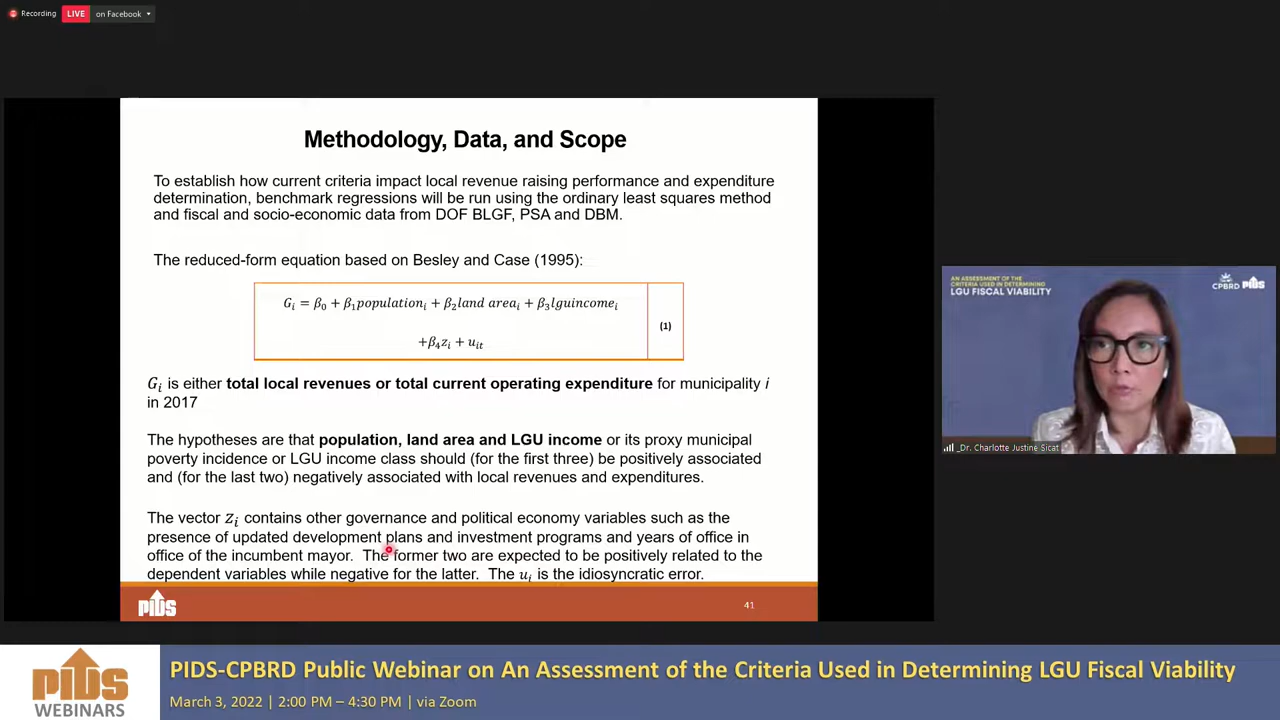 Recording
LIVE
on Facebook
Methodology, Data, and Scope
To establish how current criteria impact local revenue raising performance and expenditure
determination, benchmark regressions will be run using the ordinary least squares method
and fiscal and socio-economic data from DOF BLGF, PSA and DBM.
The reduced-form equation based on Besley and Case (1995):
Gᵢ = β₀ + β₁populationᵢ + β₂land areaᵢ + β₃lguincomeᵢ
(1)
+β₄zᵢ + uᵢₜ
Gᵢ is either total local revenues or total current operating expenditure for municipality i
in 2017
The hypotheses are that population, land area and LGU income or its proxy municipal
poverty incidence or LGU income class should (for the first three) be positively associated
and (for the last two) negatively associated with local revenues and expenditures.
The vector zᵢ contains other governance and political economy variables such as the
presence of updated development plans and investment programs and years of office in
office of the incumbent mayor. The former two are expected to be positively related to the
dependent variables while negative for the latter. The uᵢ is the idiosyncratic error.
PIDS
41
AN ASSESSMENT OF THE
CRITERIA USED IN DETERMINING
LGU FISCAL VIABILITY
CPBRD PIDS
_Dr. Charlotte Justine Sicat
PIDS
WEBINARS
PIDS-CPBRD Public Webinar on An Assessment of the Criteria Used in Determining LGU Fiscal Viability
March 3, 2022 | 2:00 PM – 4:30 PM | via Zoom